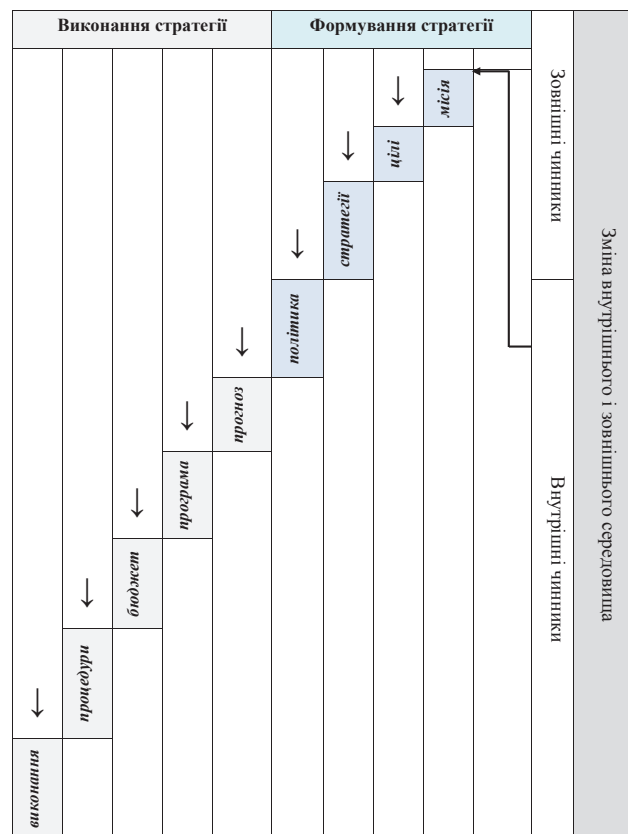 Виконання стратегії
Формування стратегії
місія
цілі
стратегії
політика
прогноз
програма
бюджет
процедури
виконання
Зовнішні чинники
Внутрішні чинники
Зміна внутрішнього і зовнішнього середовища